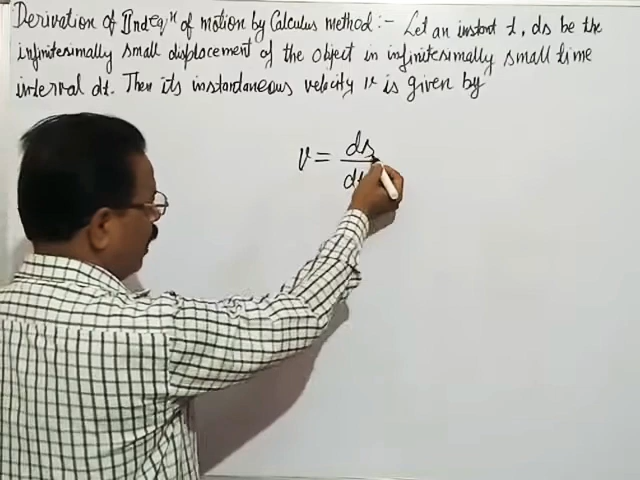 Derivation of IInd eqⁿ of motion by Calculus method:- Let an instant t, ds be the
infinitesimally small displacement of the object in infinitesimally small time
interval dt. Then its instantaneous velocity v is given by
v = ds
dt